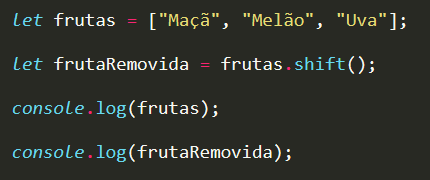 let frutas = ["Maçã", "Melão", "Uva"];
let frutaRemovida = frutas.shift();
console.log(frutas);
console.log(frutaRemovida);